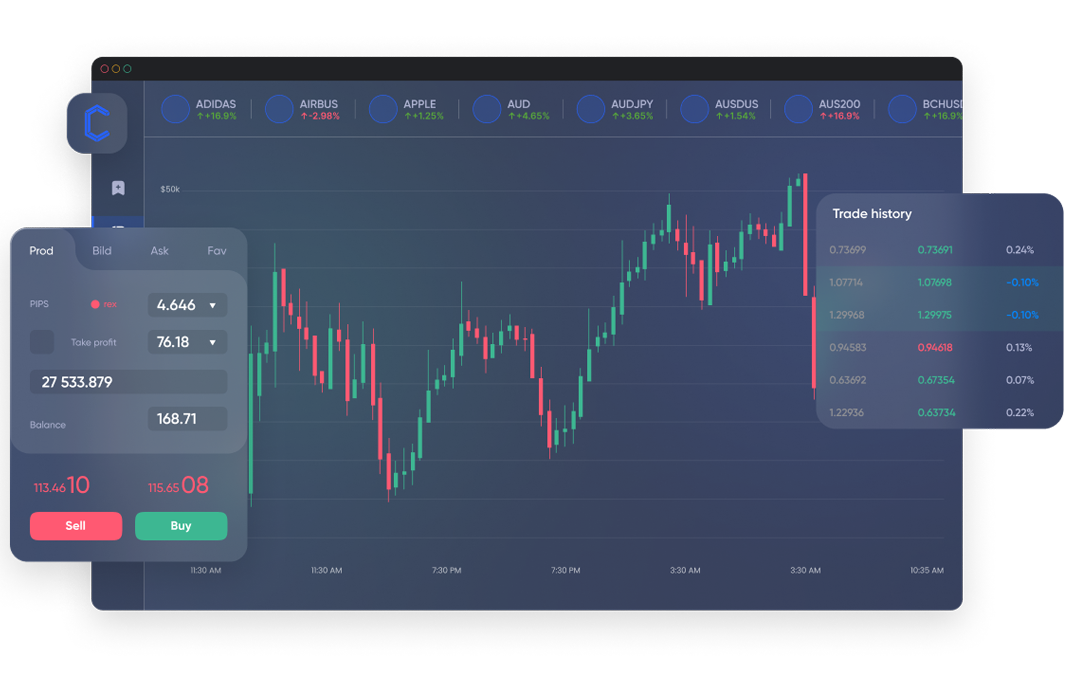 ADIDAS AIRBUS APPLE AUD AUDJPY AUSDUS AUS200 BCHUSD
↑+16.9% ↑-2.98% ↑+1.25% ↑+4.65% ↑+3.65% ↑+1.54% ↑+16.9% ↑+16.9%
$50k
Prod Bild Ask Fav
PIPS rex 4.646 ▼
Take profit 76.18 ▼
27 533.879
Balance 168.71
113.46 10 115.65 08
Sell Buy
Trade history
0.73699 0.73691 0.24%
1.07714 1.07698 -0.10%
1.29968 1.29975 -0.10%
0.94583 0.94618 0.13%
0.63692 0.67354 0.07%
1.22936 0.63734 0.22%
11:30 AM 11:30 AM 7:30 PM 7:30 PM 3:30 AM 3:30 AM 10:35 AM